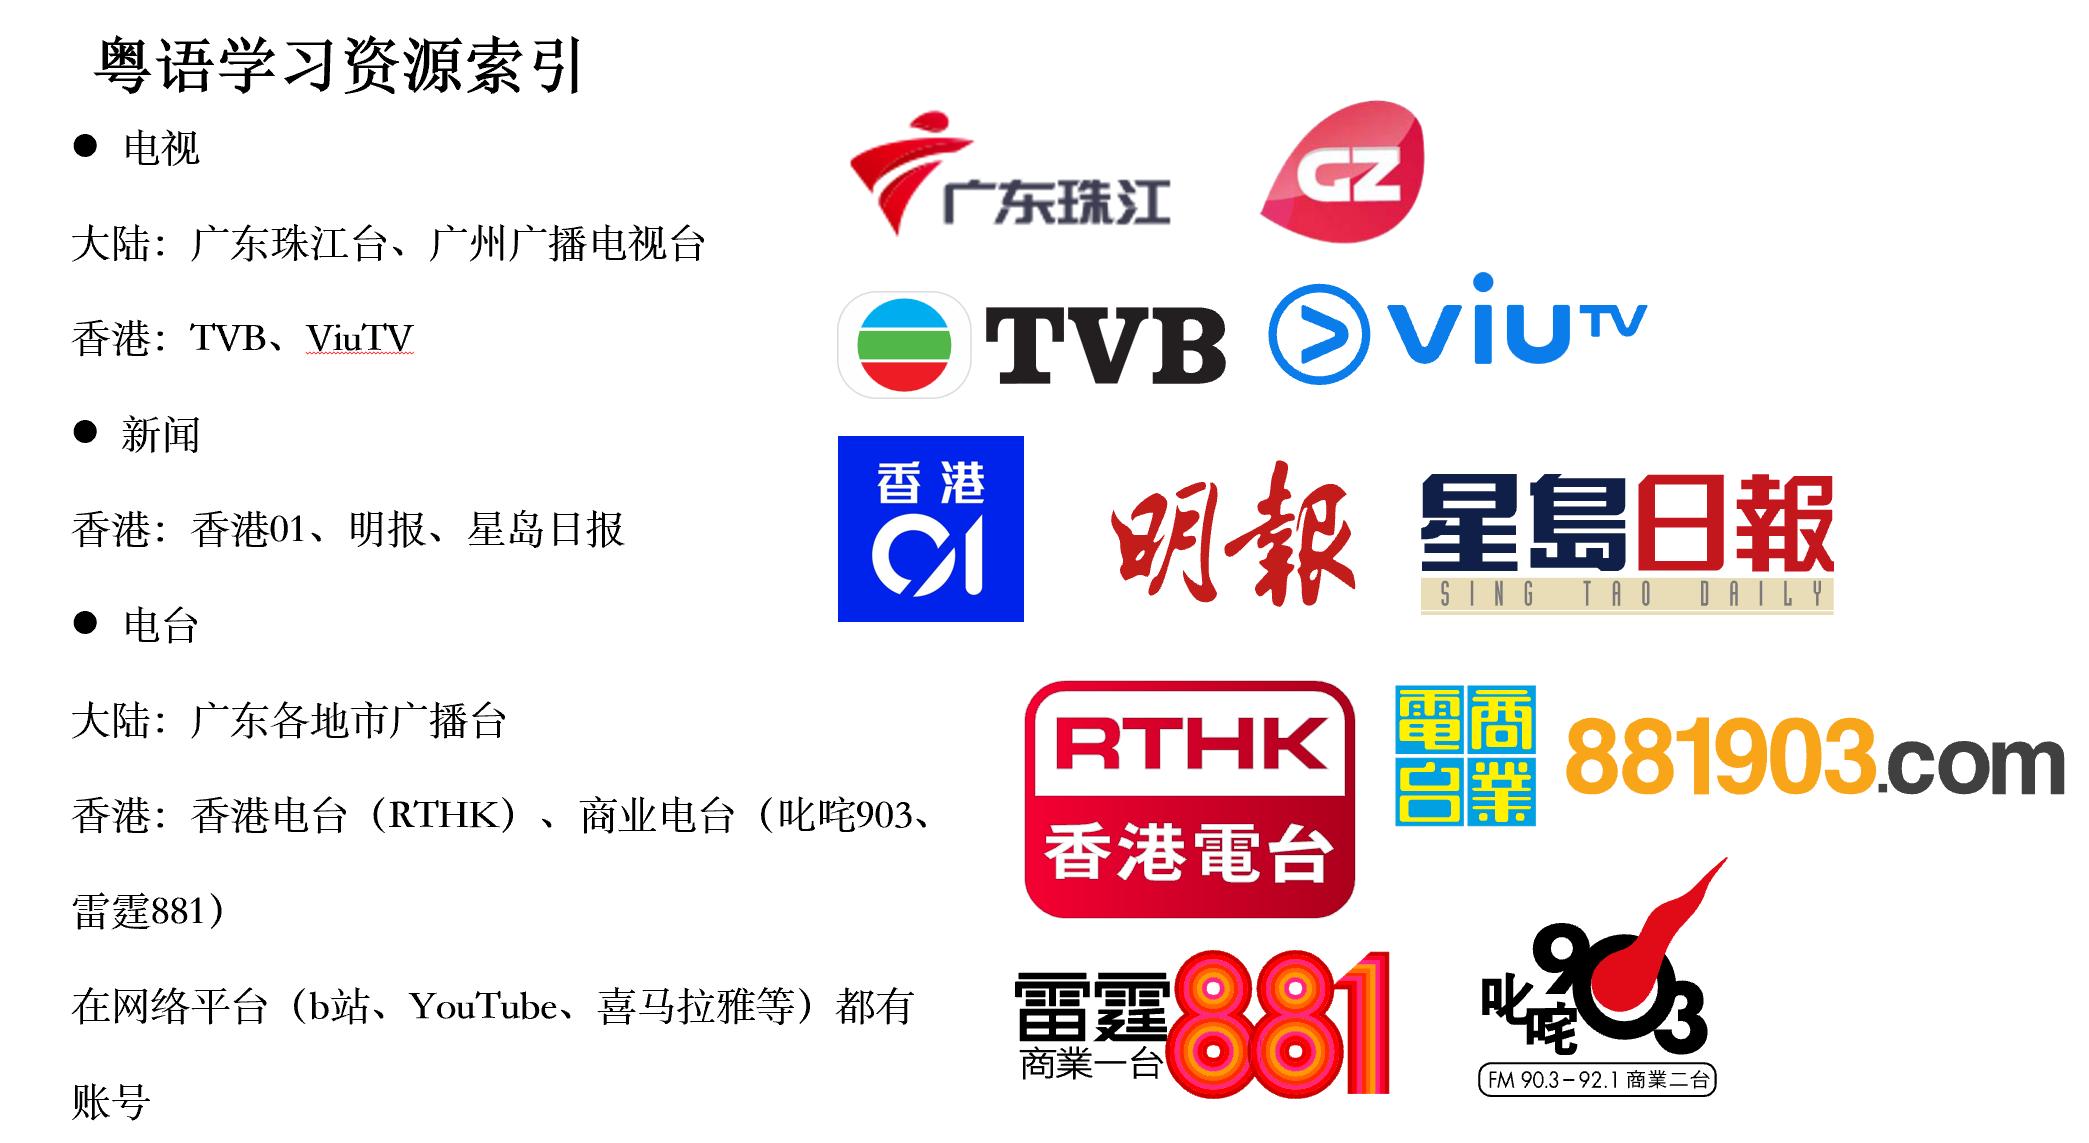 粤语学习资源索引
● 电视
大陆：广东珠江台、广州广播电视台
香港：TVB、ViuTV
● 新闻
香港：香港01、明报、星岛日报
● 电台
大陆：广东各地市广播台
香港：香港电台（RTHK）、商业电台（叱咤903、
雷霆881）
在网络平台（b站、YouTube、喜马拉雅等）都有
账号
广东珠江
GZ
TVB
viuTV
香港
01
明報
星島日報
SING TAO DAILY
RTHK
香港電台
商業
電台
881903.com
雷霆881
商業一台
叱咤903
FM 90.3-92.1 商業二台